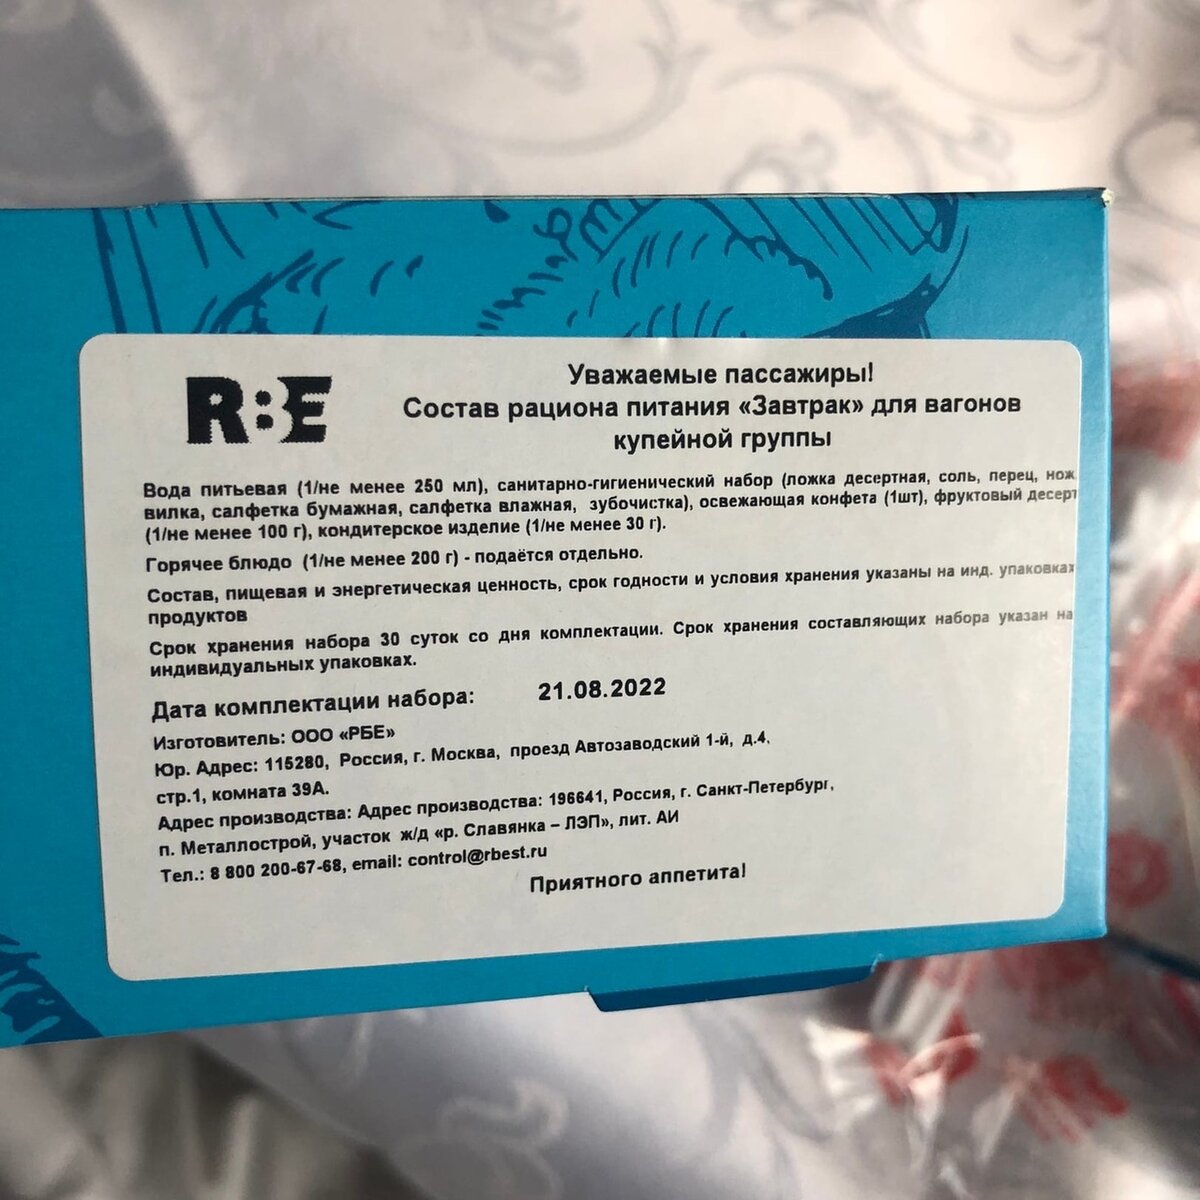 RBE
Уважаемые пассажиры!
Состав рациона питания «Завтрак» для вагонов
купейной группы
Вода питьевая (1/не менее 250 мл), санитарно-гигиенический набор (ложка десертная, соль, перец, нож,
вилка, салфетка бумажная, салфетка влажная, зубочистка), освежающая конфета (1шт), фруктовый десерт
(1/не менее 100 г), кондитерское изделие (1/не менее 30 г).
Горячее блюдо (1/не менее 200 г) - подаётся отдельно.
Состав, пищевая и энергетическая ценность, срок годности и условия хранения указаны на инд. упаковках
продуктов
Срок хранения набора 30 суток со дня комплектации. Срок хранения составляющих набора указан на
индивидуальных упаковках.
Дата комплектации набора: 21.08.2022
Изготовитель: ООО «РБЕ»
Юр. Адрес: 115280, Россия, г. Москва, проезд Автозаводский 1-й, д.4,
стр.1, комната 39А.
Адрес производства: Адрес производства: 196641, Россия, г. Санкт-Петербург,
п. Металлострой, участок ж/д «р. Славянка – ЛЭП», лит. АИ
Тел.: 8 800 200-67-68, email: control@rbest.ru
Приятного аппетита!